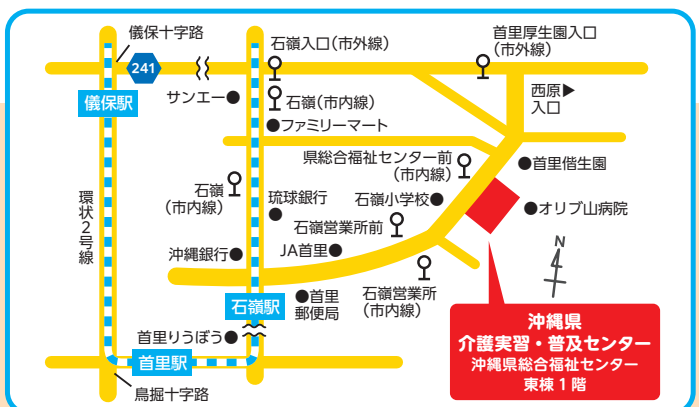 儀保十字路
241
儀保駅
環状2号線
サンエー
石嶺入口(市外線)
石嶺(市内線)
ファミリーマート
首里厚生園入口
(市外線)
西原▶
入口
県総合福祉センター前
(市内線)
首里偕生園
石嶺
(市内線)
琉球銀行
石嶺小学校
石嶺営業所前
オリブ山病院
沖縄銀行
JA首里
N
石嶺駅
首里
郵便局
石嶺営業所
(市内線)
首里りうぼう
首里駅
鳥掘十字路
沖縄県
介護実習・普及センター
沖縄県総合福祉センター
東棟1階